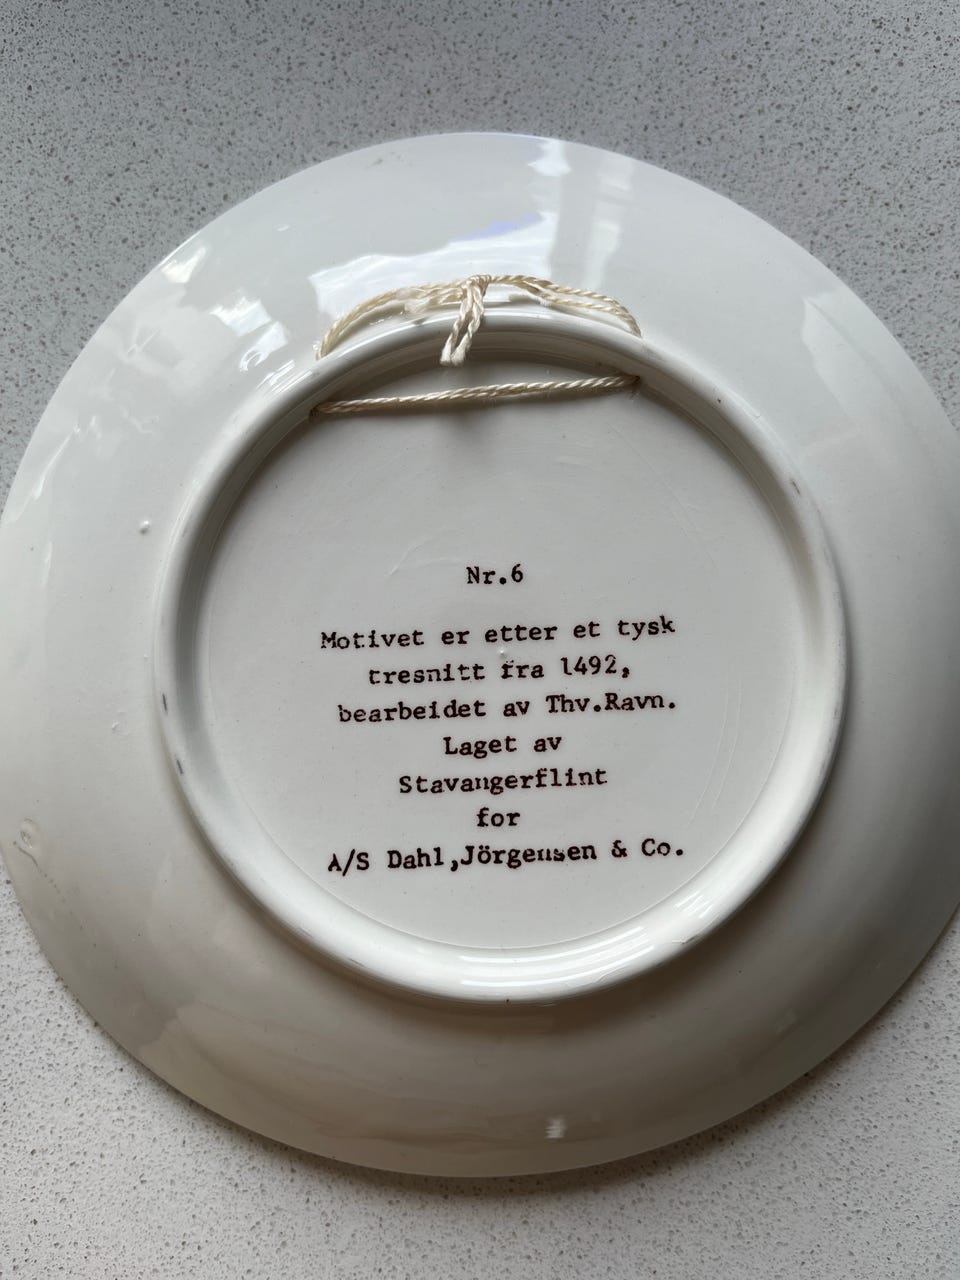 Nr.6
Motivet er etter et tysk
tresnitt fra 1492,
bearbeidet av Thv.Ravn.
Laget av
Stavangerflint
for
A/S Dahl,Jörgensen & Co.